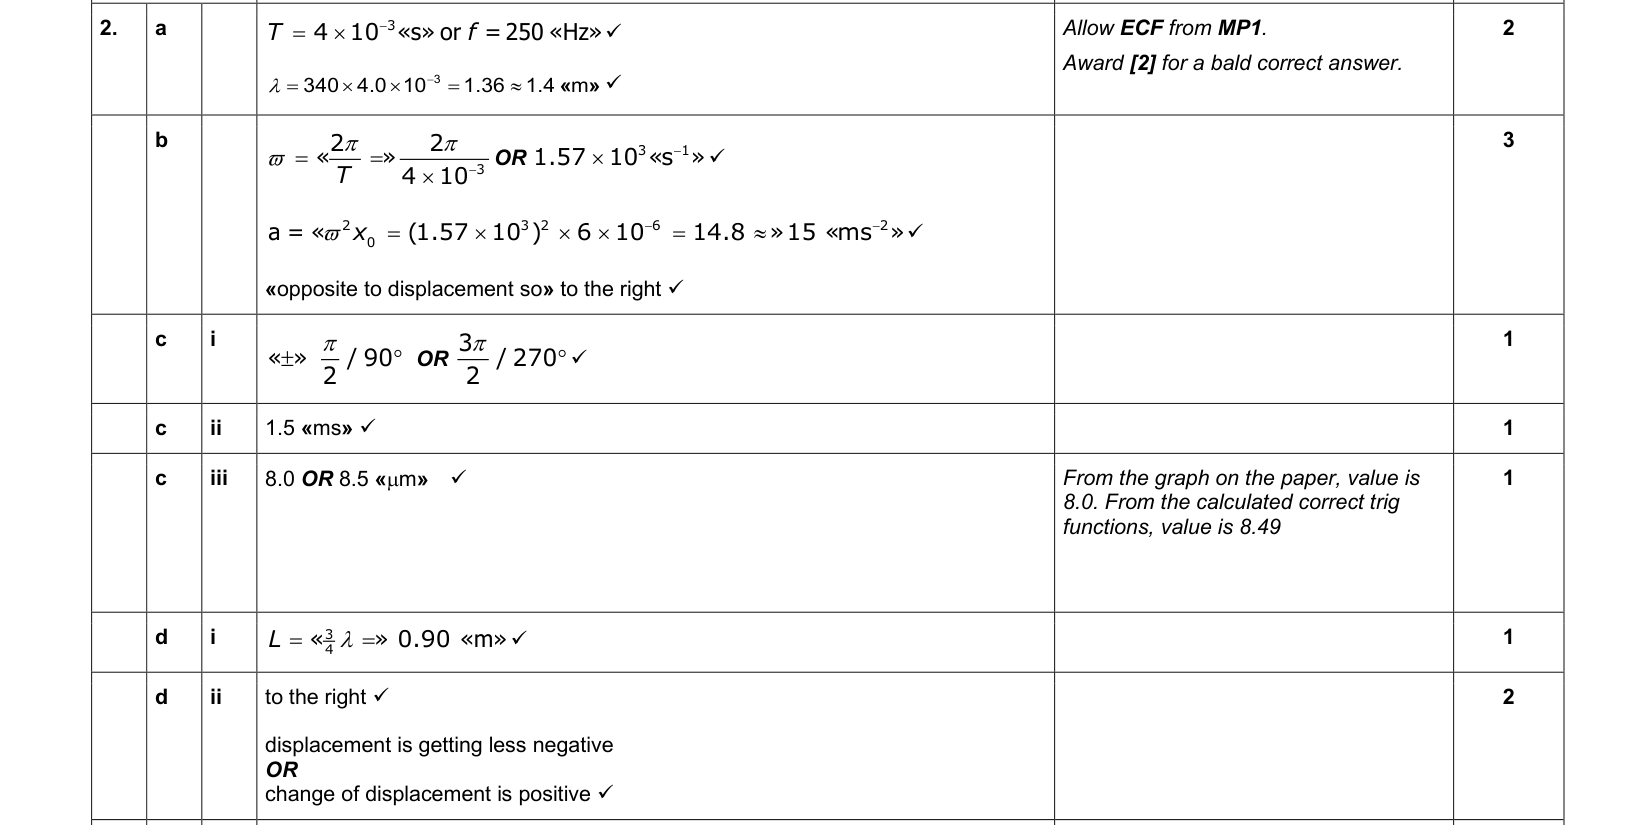 2. a T = 4 × 10⁻³ «s» or f = 250 «Hz» ✓ Allow ECF from MP1. 2
λ = 340 × 4.0 × 10⁻³ = 1.36 ≈ 1.4 «m» ✓ Award [2] for a bald correct answer.
b ϖ = «2π/T =» 2π/(4 × 10⁻³) OR 1.57 × 10³ «s⁻¹» ✓ 3
a = «ϖ²x₀ = (1.57 × 10³)² × 6 × 10⁻⁶ = 14.8 ≈» 15 «ms⁻²» ✓
«opposite to displacement so» to the right ✓
c i «±» π/2 / 90° OR 3π/2 / 270° ✓ 1
c ii 1.5 «ms» ✓ 1
c iii 8.0 OR 8.5 «μm» ✓ From the graph on the paper, value is 1
8.0. From the calculated correct trig
functions, value is 8.49
d i L = «¾ λ =» 0.90 «m» ✓ 1
d ii to the right ✓ 2
displacement is getting less negative
OR
change of displacement is positive ✓